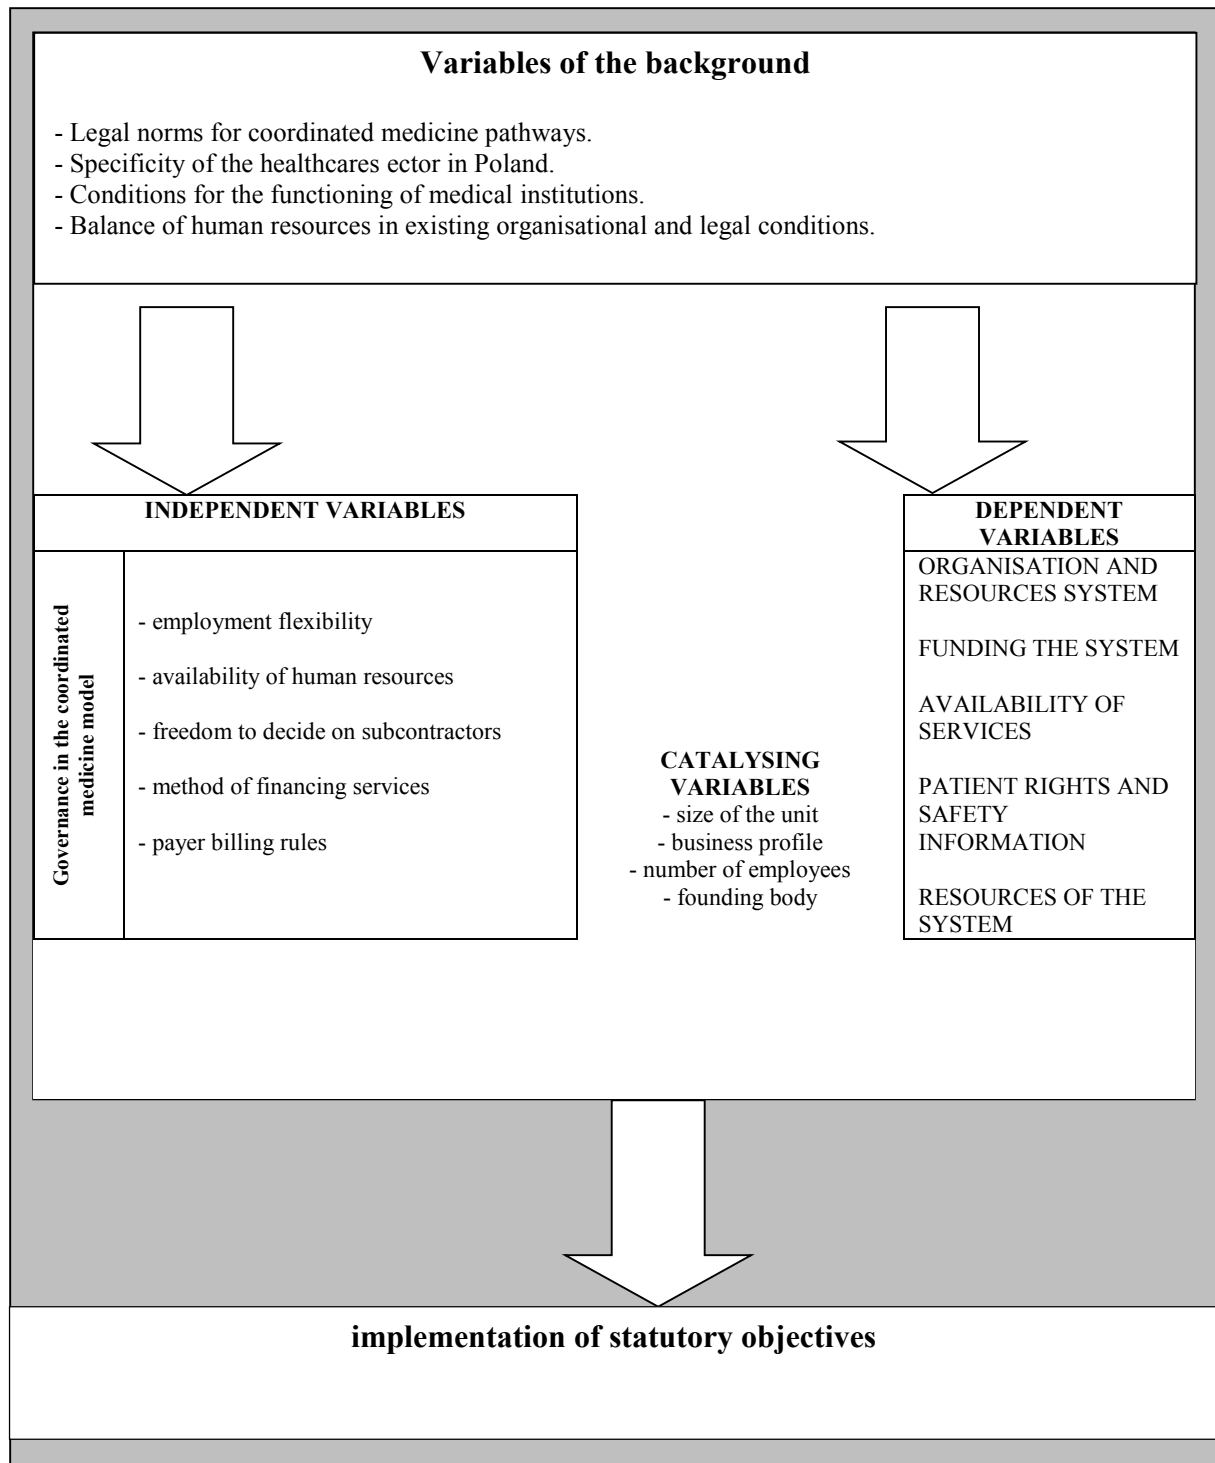 Variables of the background
- Legal norms for coordinated medicine pathways.
- Specificity of the healthcares ector in Poland.
- Conditions for the functioning of medical institutions.
- Balance of human resources in existing organisational and legal conditions.
INDEPENDENT VARIABLES
Governance in the coordinated
medicine model
- employment flexibility
- availability of human resources
- freedom to decide on subcontractors
- method of financing services
- payer billing rules
CATALYSING
VARIABLES
- size of the unit
- business profile
- number of employees
- founding body
DEPENDENT
VARIABLES
ORGANISATION AND
RESOURCES SYSTEM
FUNDING THE SYSTEM
AVAILABILITY OF
SERVICES
PATIENT RIGHTS AND
SAFETY
INFORMATION
RESOURCES OF THE
SYSTEM
implementation of statutory objectives